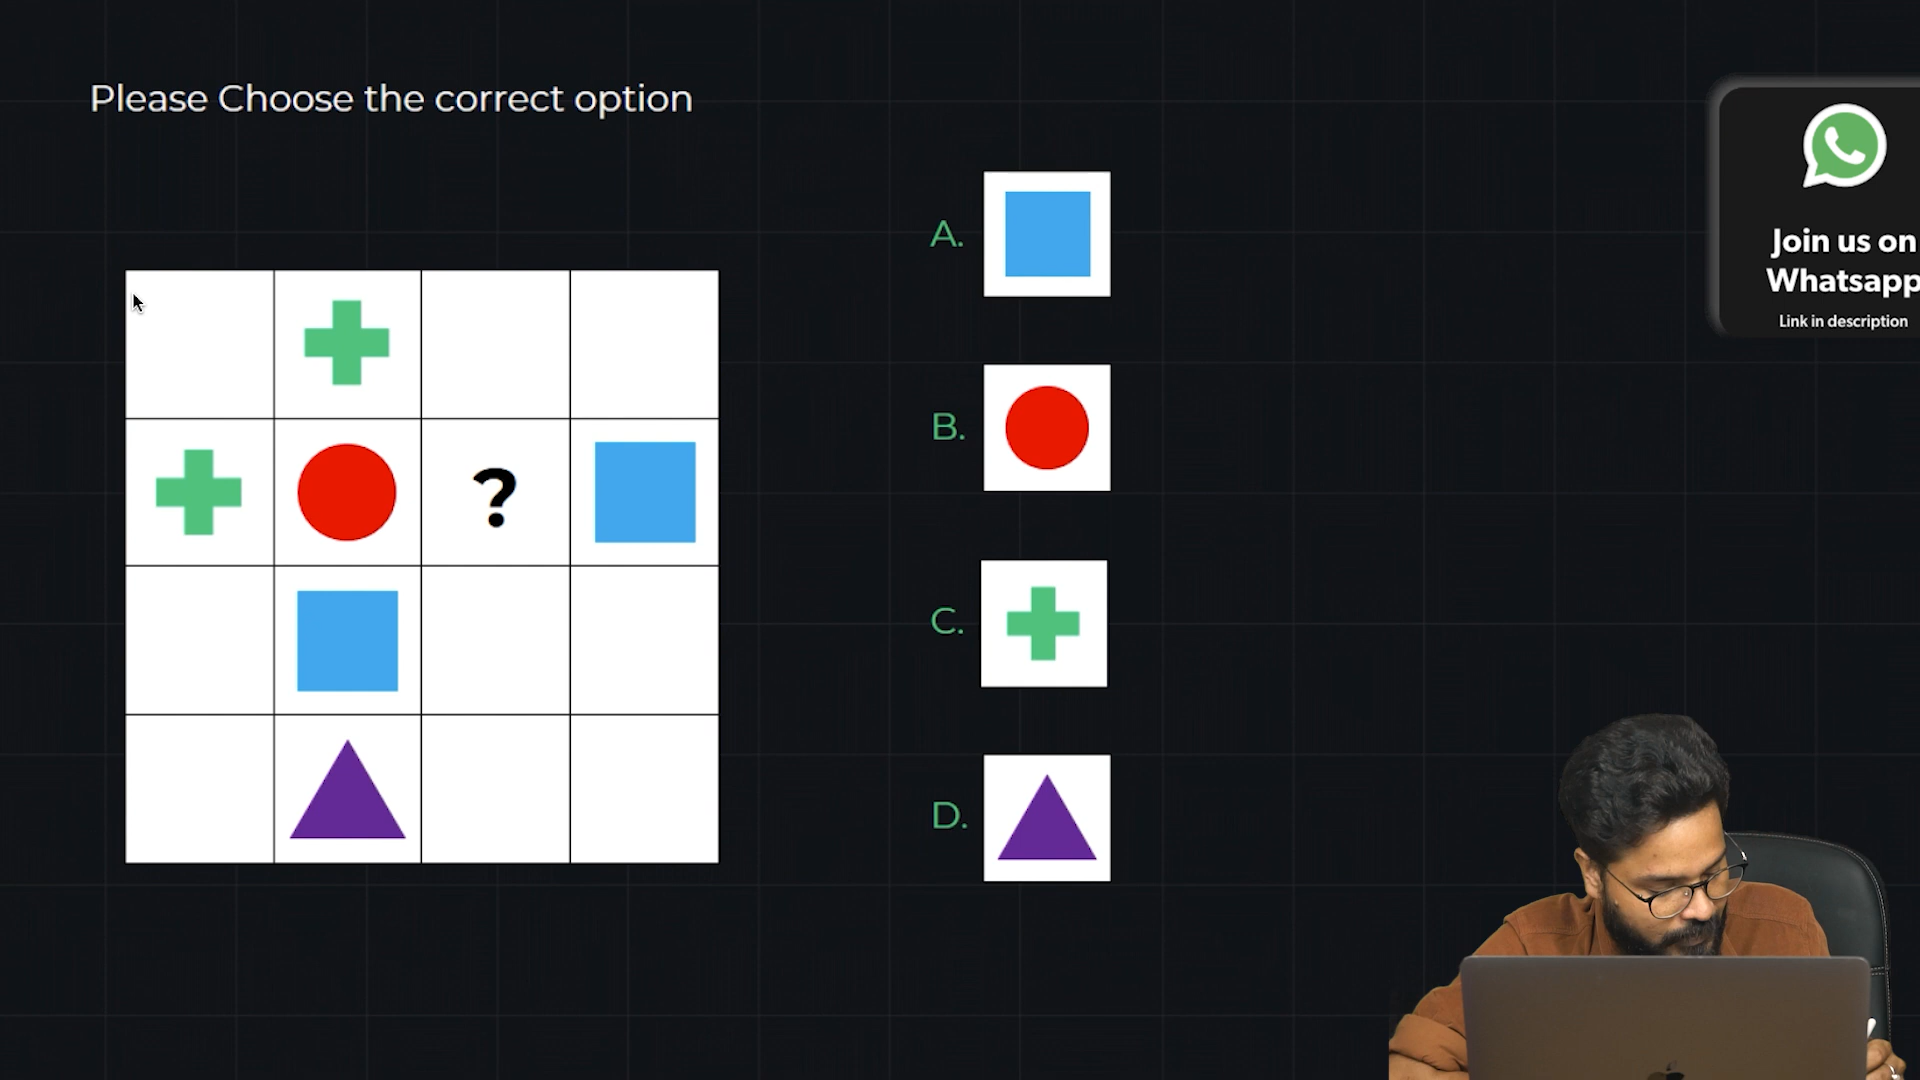 Please Choose the correct option
A.
?
B.
C.
D.
Join us on
Whatsapp
Link in description